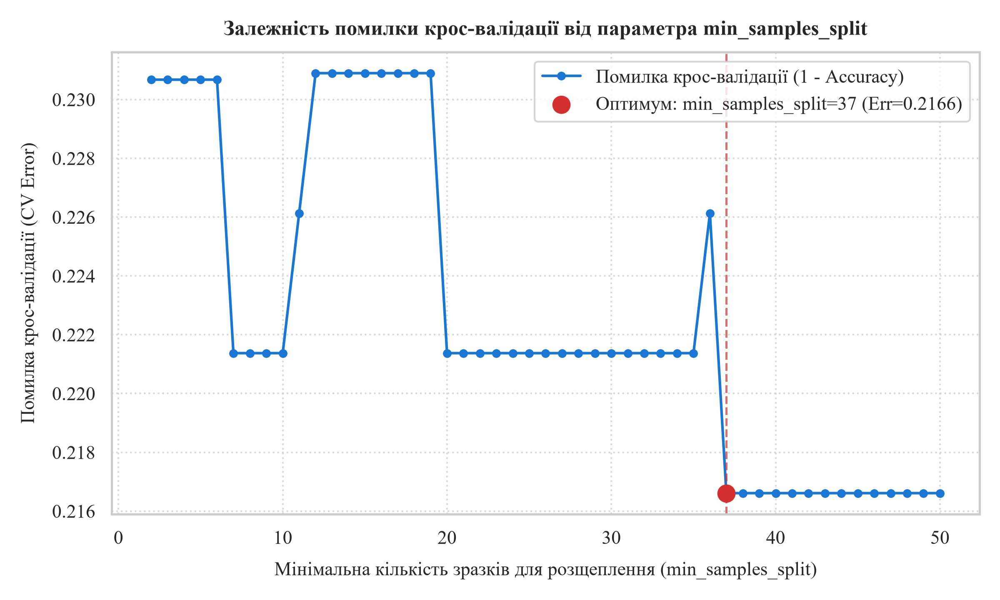 Залежність помилки крос-валідації від параметра min_samples_split
Помилка крос-валідації (1 - Accuracy)
Оптимум: min_samples_split=37 (Err=0.2166)
Помилка крос-валідації (CV Error)
0.230
0.228
0.226
0.224
0.222
0.220
0.218
0.216
0 10 20 30 40 50
Мінімальна кількість зразків для розщеплення (min_samples_split)